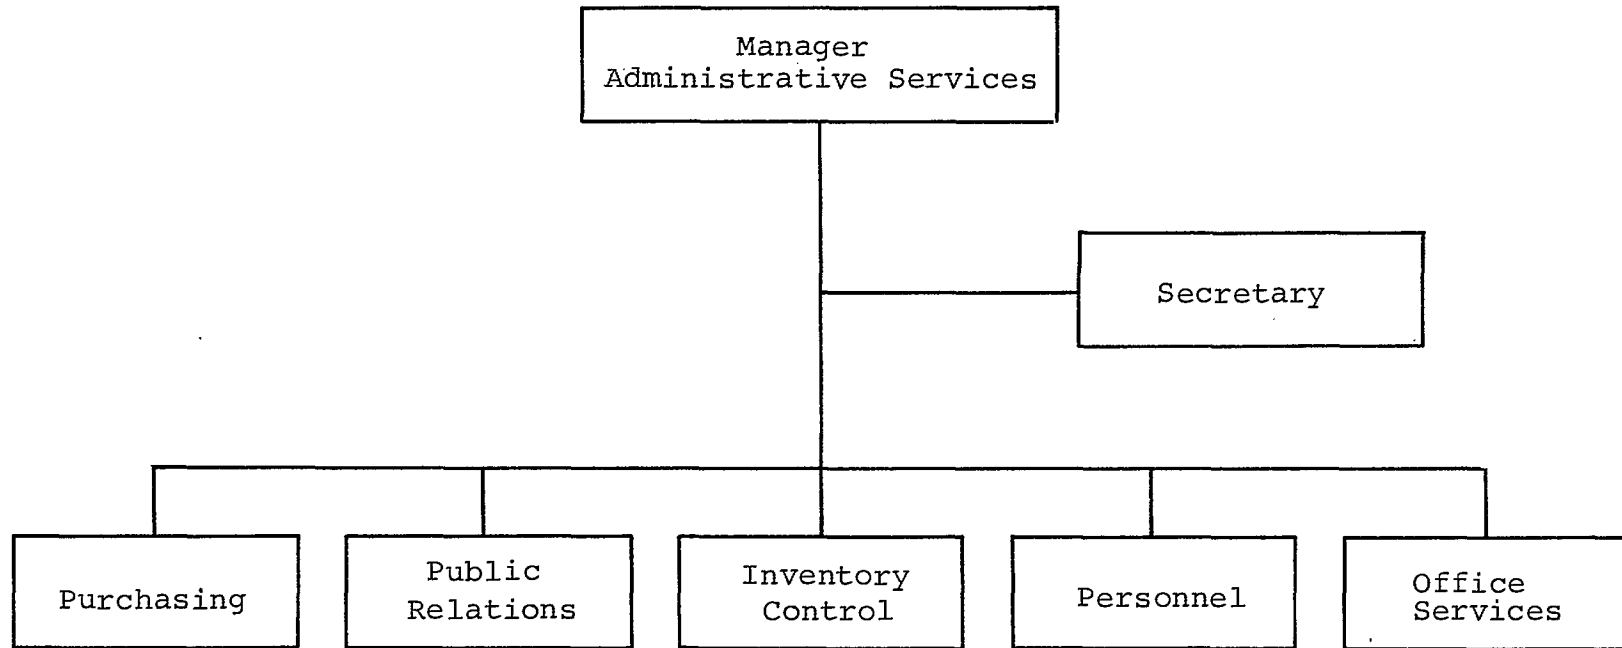 Manager
Administrative Services
Secretary
Purchasing
Public
Relations
Inventory
Control
Personnel
Office
Services